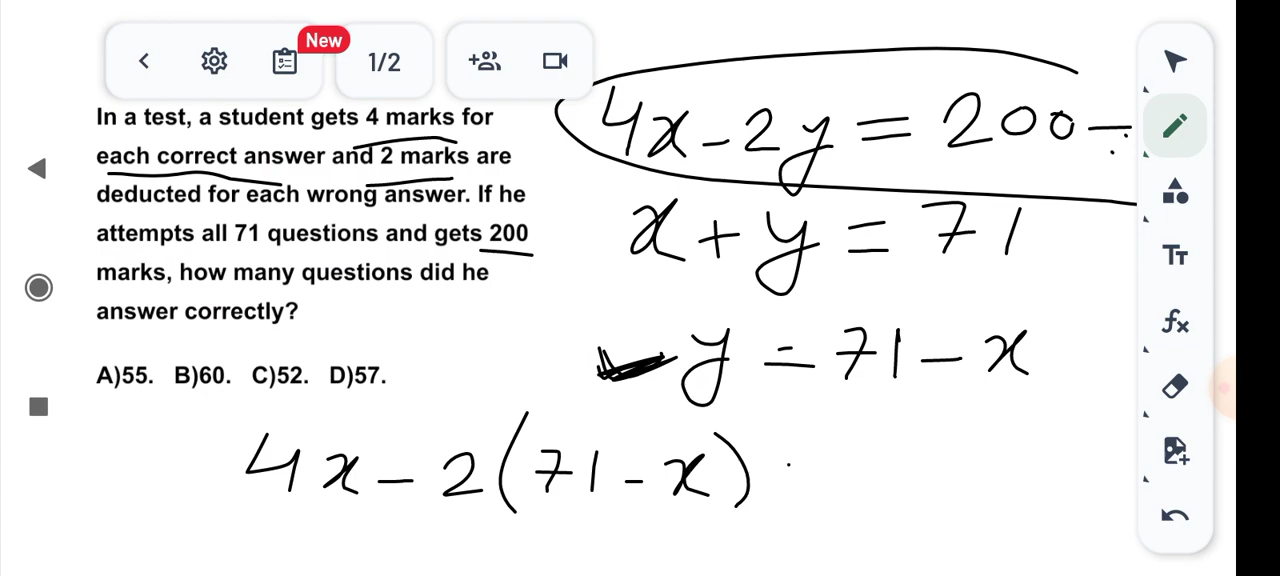 New
1/2
In a test, a student gets 4 marks for
each correct answer and 2 marks are
deducted for each wrong answer. If he
attempts all 71 questions and gets 200
marks, how many questions did he
answer correctly?
A)55. B)60. C)52. D)57.
4x - 2y = 200
x + y = 71
y = 71 - x
4x - 2(71 - x)
TT
fx